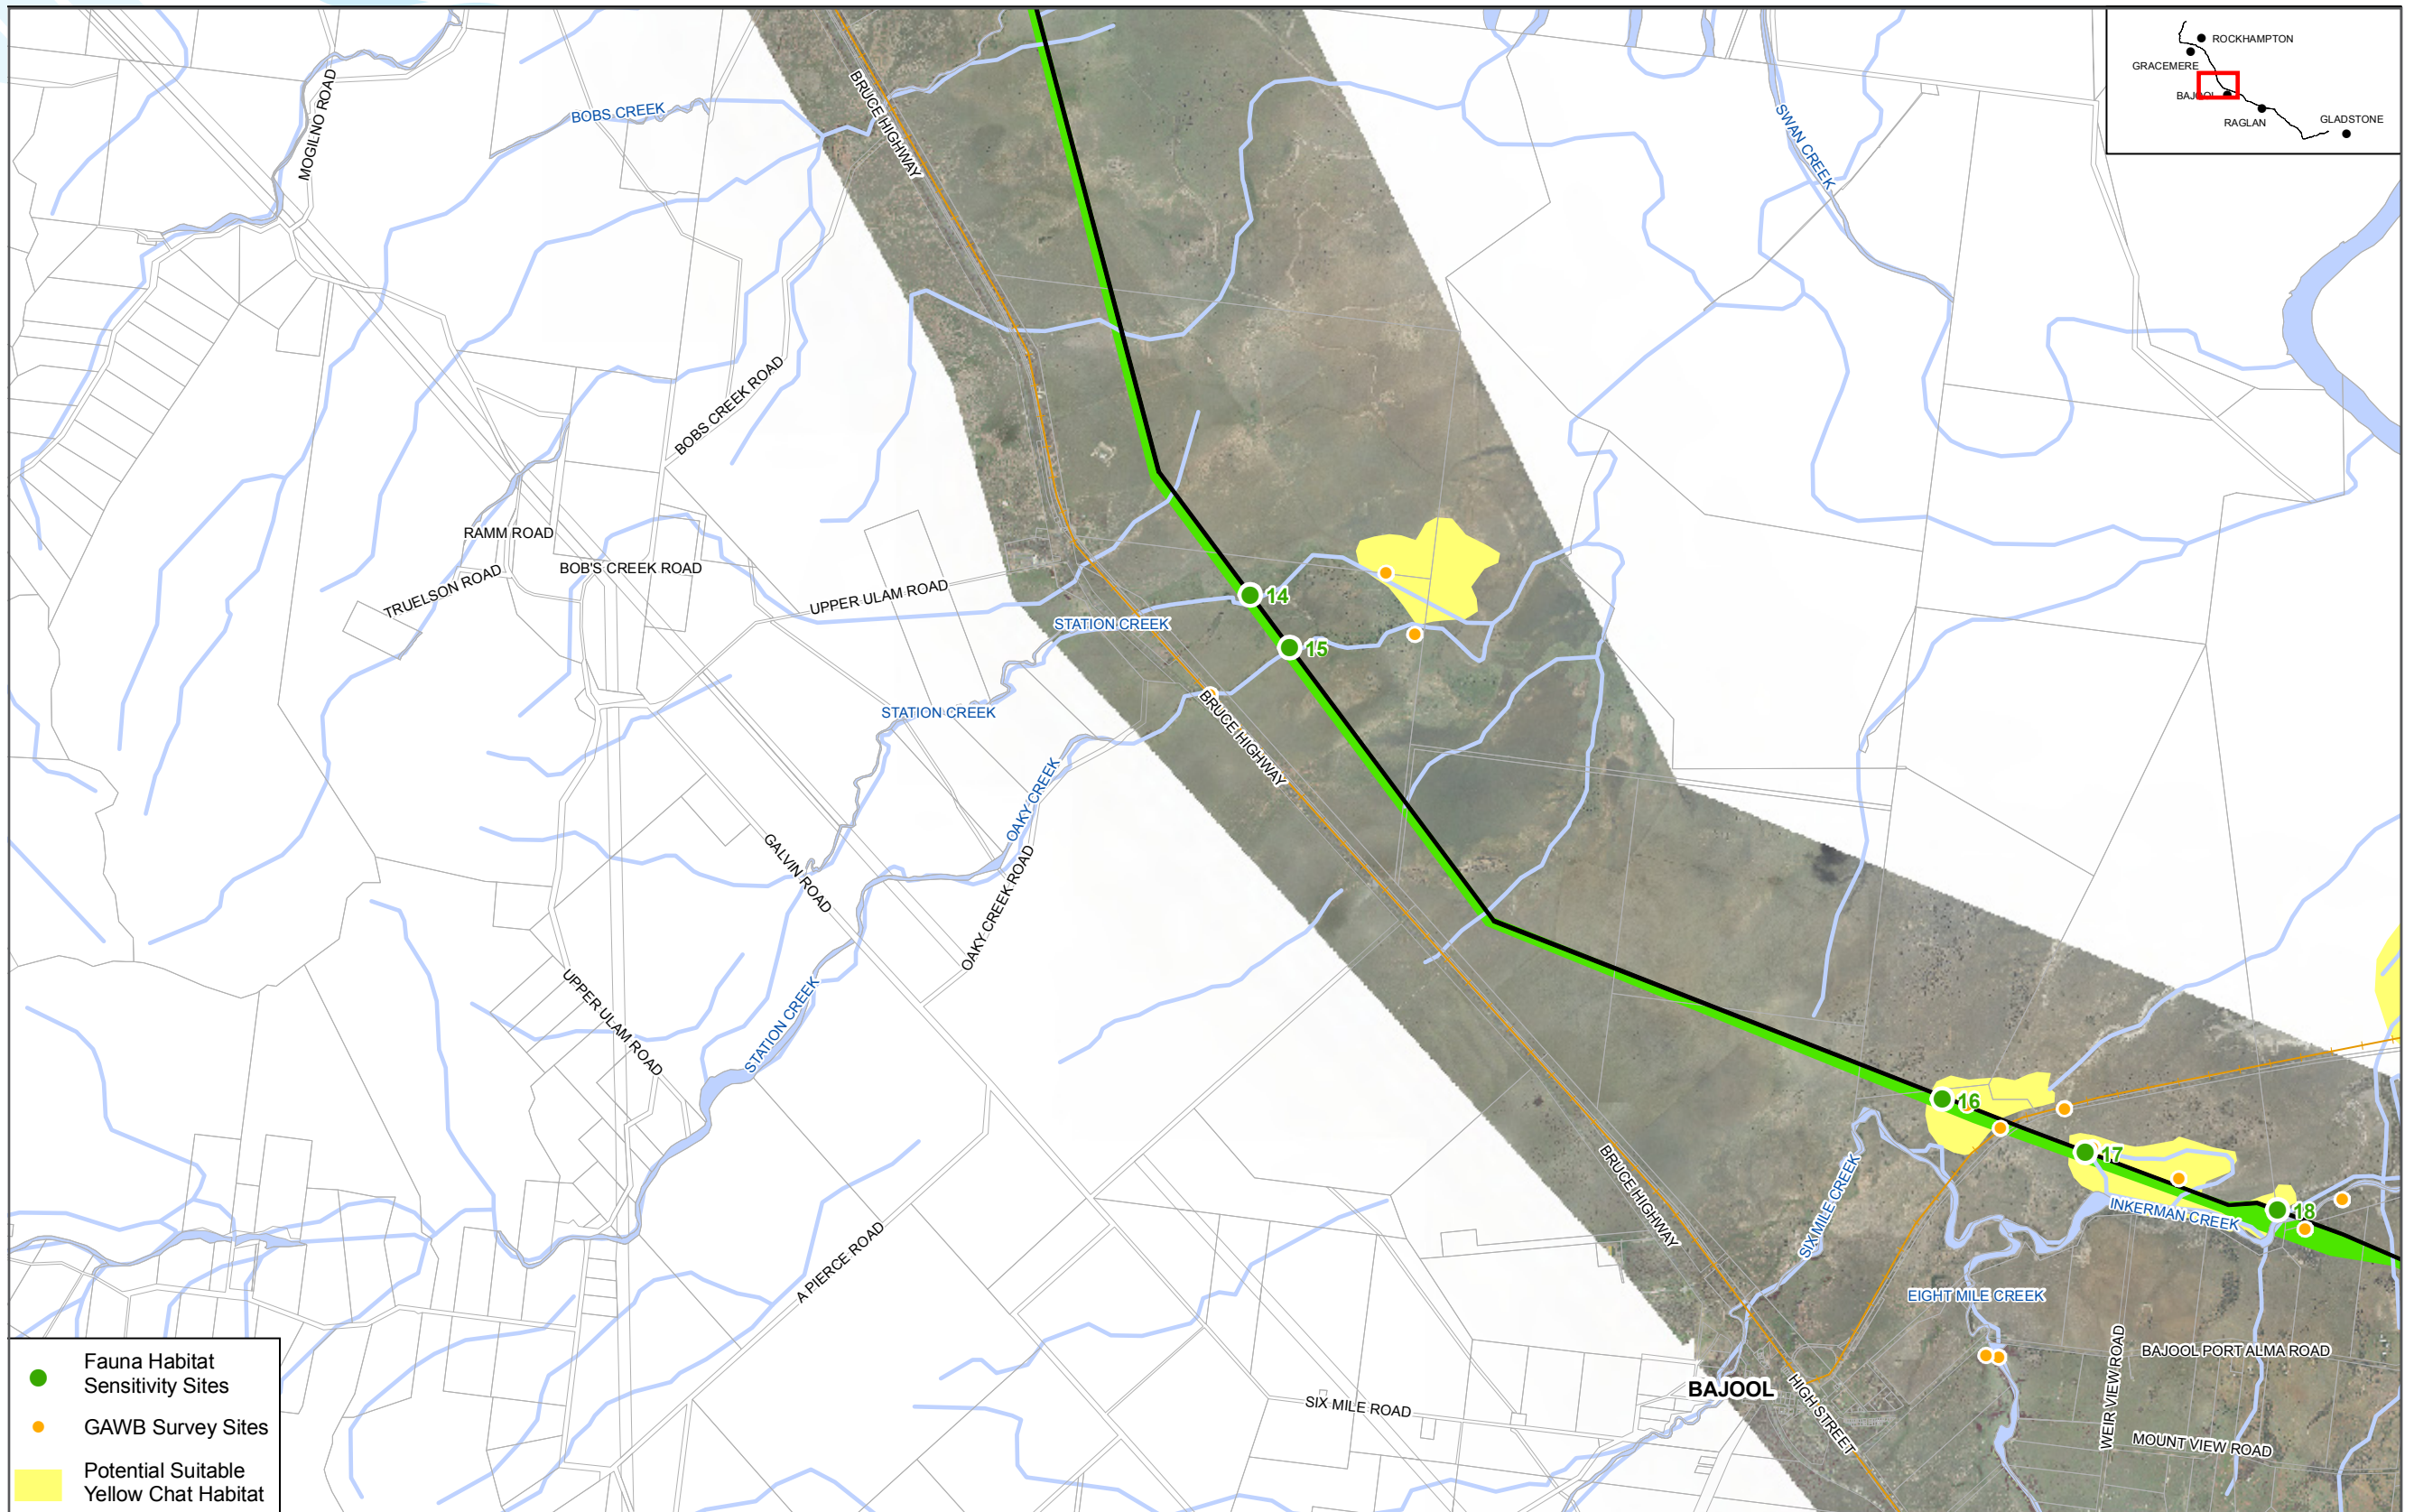 ROCKHAMPTON
GRACEMERE
BAJOOL
RAGLAN
GLADSTONE
MOGILNO ROAD
BOBS CREEK
BRUCE HIGHWAY
SWAN CREEK
BOBS CREEK ROAD
RAMM ROAD
TRUELSON ROAD
BOB'S CREEK ROAD
UPPER ULAM ROAD
STATION CREEK
14
15
STATION CREEK
BRUCE HIGHWAY
OAKY CREEK
GALVIN ROAD
OAKY CREEK ROAD
UPPER ULAM ROAD
STATION CREEK
16
17
18
BRUCE HIGHWAY
SIX MILE CREEK
INKERMAN CREEK
A PIERCE ROAD
EIGHT MILE CREEK
WEIR VIEW ROAD
BAJOOL PORT ALMA ROAD
BAJOOL
HIGH STREET
SIX MILE ROAD
MOUNT VIEW ROAD
Fauna Habitat
Sensitivity Sites
GAWB Survey Sites
Potential Suitable
Yellow Chat Habitat